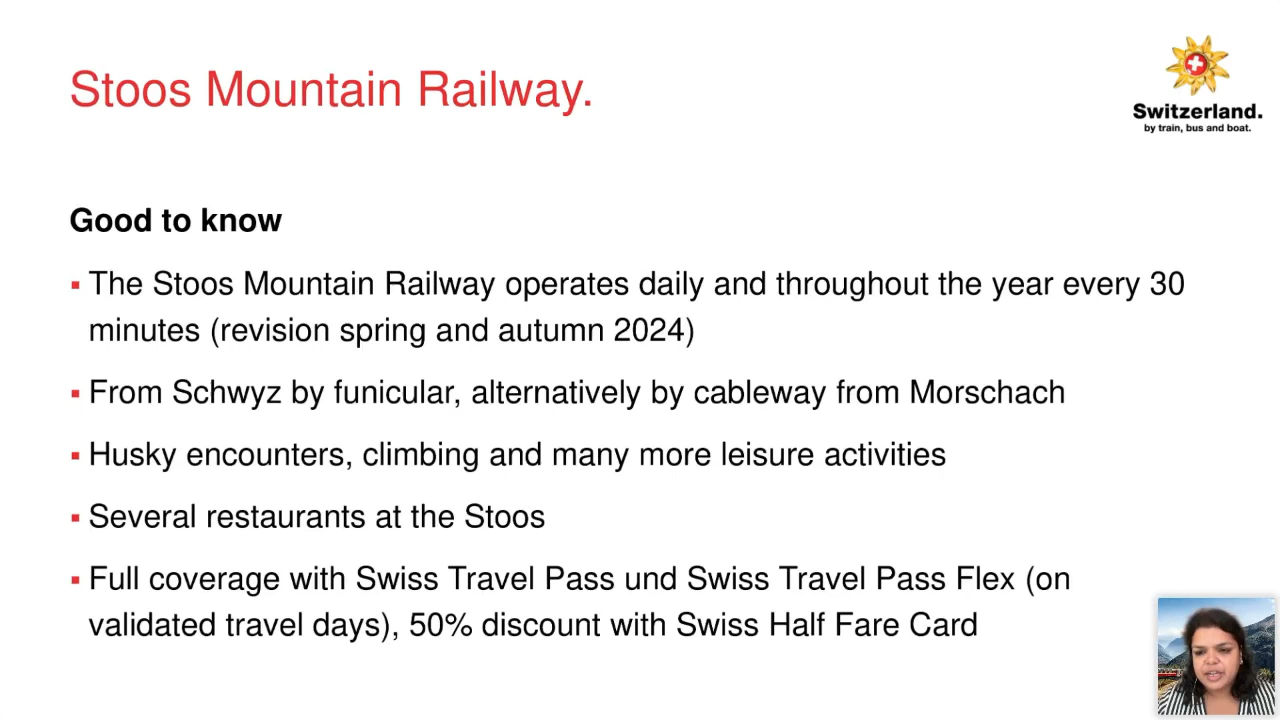 Stoos Mountain Railway.
Switzerland.
by train, bus and boat.
Good to know
▪ The Stoos Mountain Railway operates daily and throughout the year every 30
minutes (revision spring and autumn 2024)
▪ From Schwyz by funicular, alternatively by cableway from Morschach
▪ Husky encounters, climbing and many more leisure activities
▪ Several restaurants at the Stoos
▪ Full coverage with Swiss Travel Pass und Swiss Travel Pass Flex (on
validated travel days), 50% discount with Swiss Half Fare Card